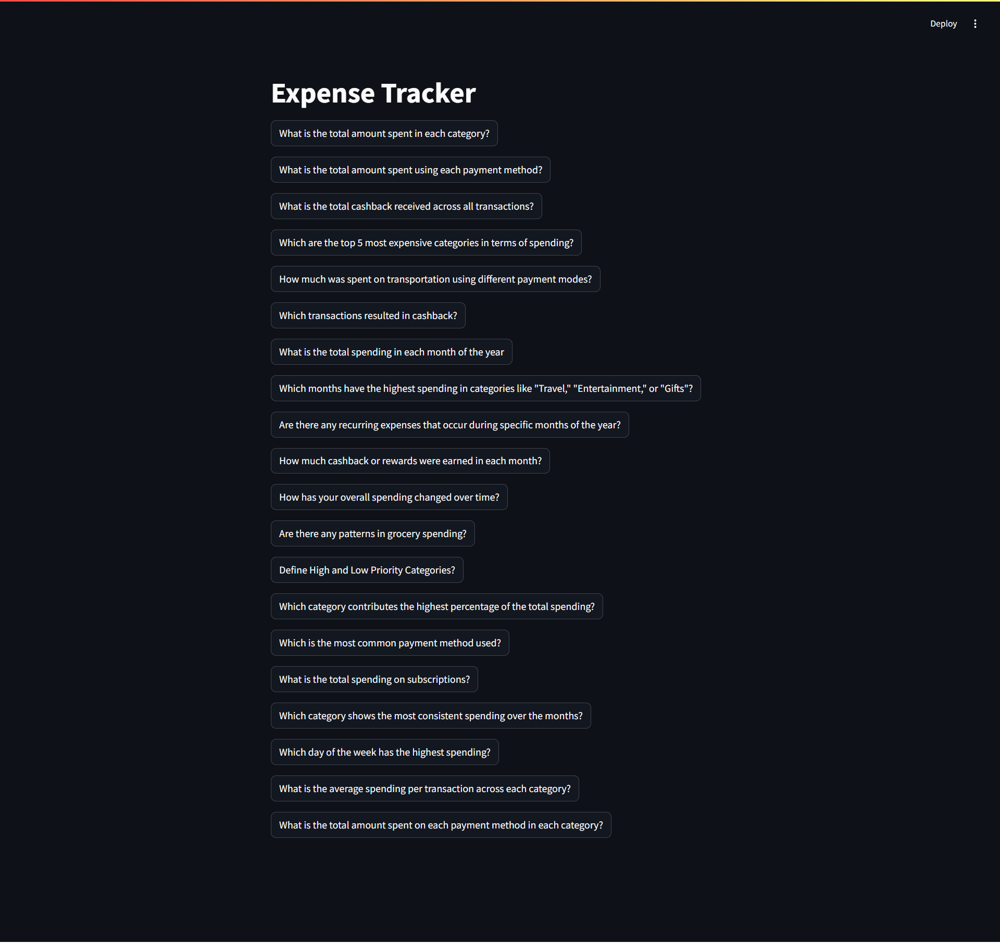 Deploy
Expense Tracker
What is the total amount spent in each category?
What is the total amount spent using each payment method?
What is the total cashback received across all transactions?
Which are the top 5 most expensive categories in terms of spending?
How much was spent on transportation using different payment modes?
Which transactions resulted in cashback?
What is the total spending in each month of the year
Which months have the highest spending in categories like "Travel," "Entertainment," or "Gifts"?
Are there any recurring expenses that occur during specific months of the year?
How much cashback or rewards were earned in each month?
How has your overall spending changed over time?
Are there any patterns in grocery spending?
Define High and Low Priority Categories?
Which category contributes the highest percentage of the total spending?
Which is the most common payment method used?
What is the total spending on subscriptions?
Which category shows the most consistent spending over the months?
Which day of the week has the highest spending?
What is the average spending per transaction across each category?
What is the total amount spent on each payment method in each category?